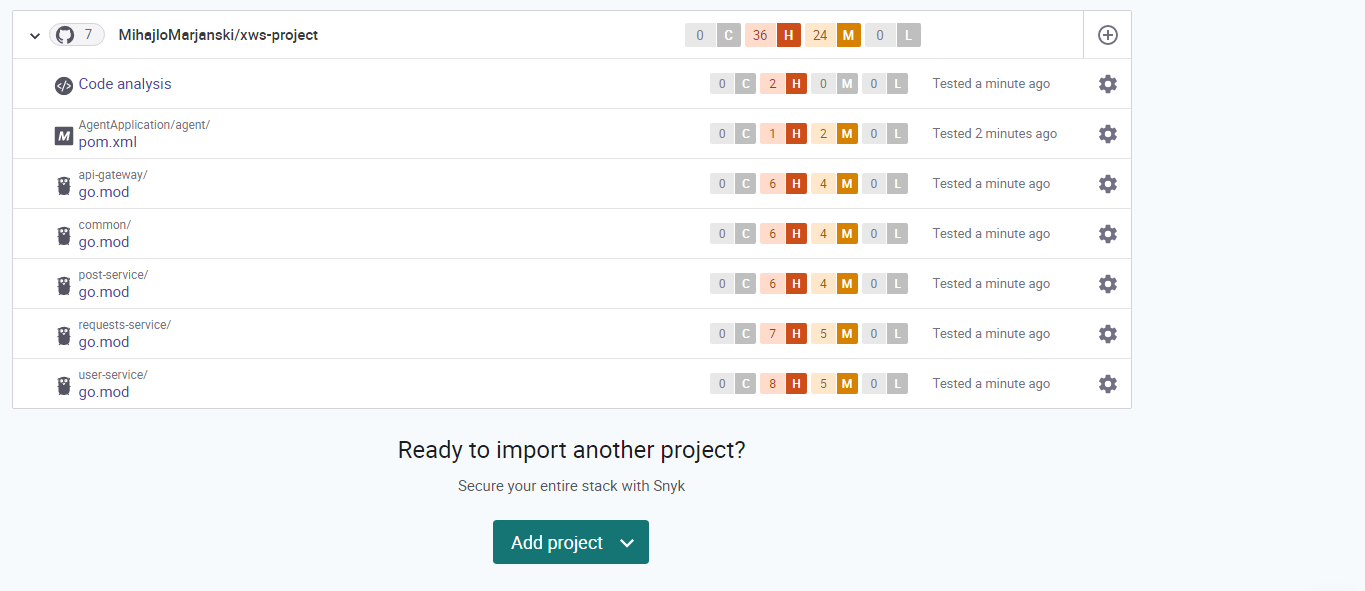 7 MihajloMarjanski/xws-project 0 C 36 H 24 M 0 L
Code analysis 0 C 2 H 0 M 0 L Tested a minute ago
AgentApplication/agent/
pom.xml 0 C 1 H 2 M 0 L Tested 2 minutes ago
api-gateway/
go.mod 0 C 6 H 4 M 0 L Tested a minute ago
common/
go.mod 0 C 6 H 4 M 0 L Tested a minute ago
post-service/
go.mod 0 C 6 H 4 M 0 L Tested a minute ago
requests-service/
go.mod 0 C 7 H 5 M 0 L Tested a minute ago
user-service/
go.mod 0 C 8 H 5 M 0 L Tested a minute ago
Ready to import another project?
Secure your entire stack with Snyk
Add project